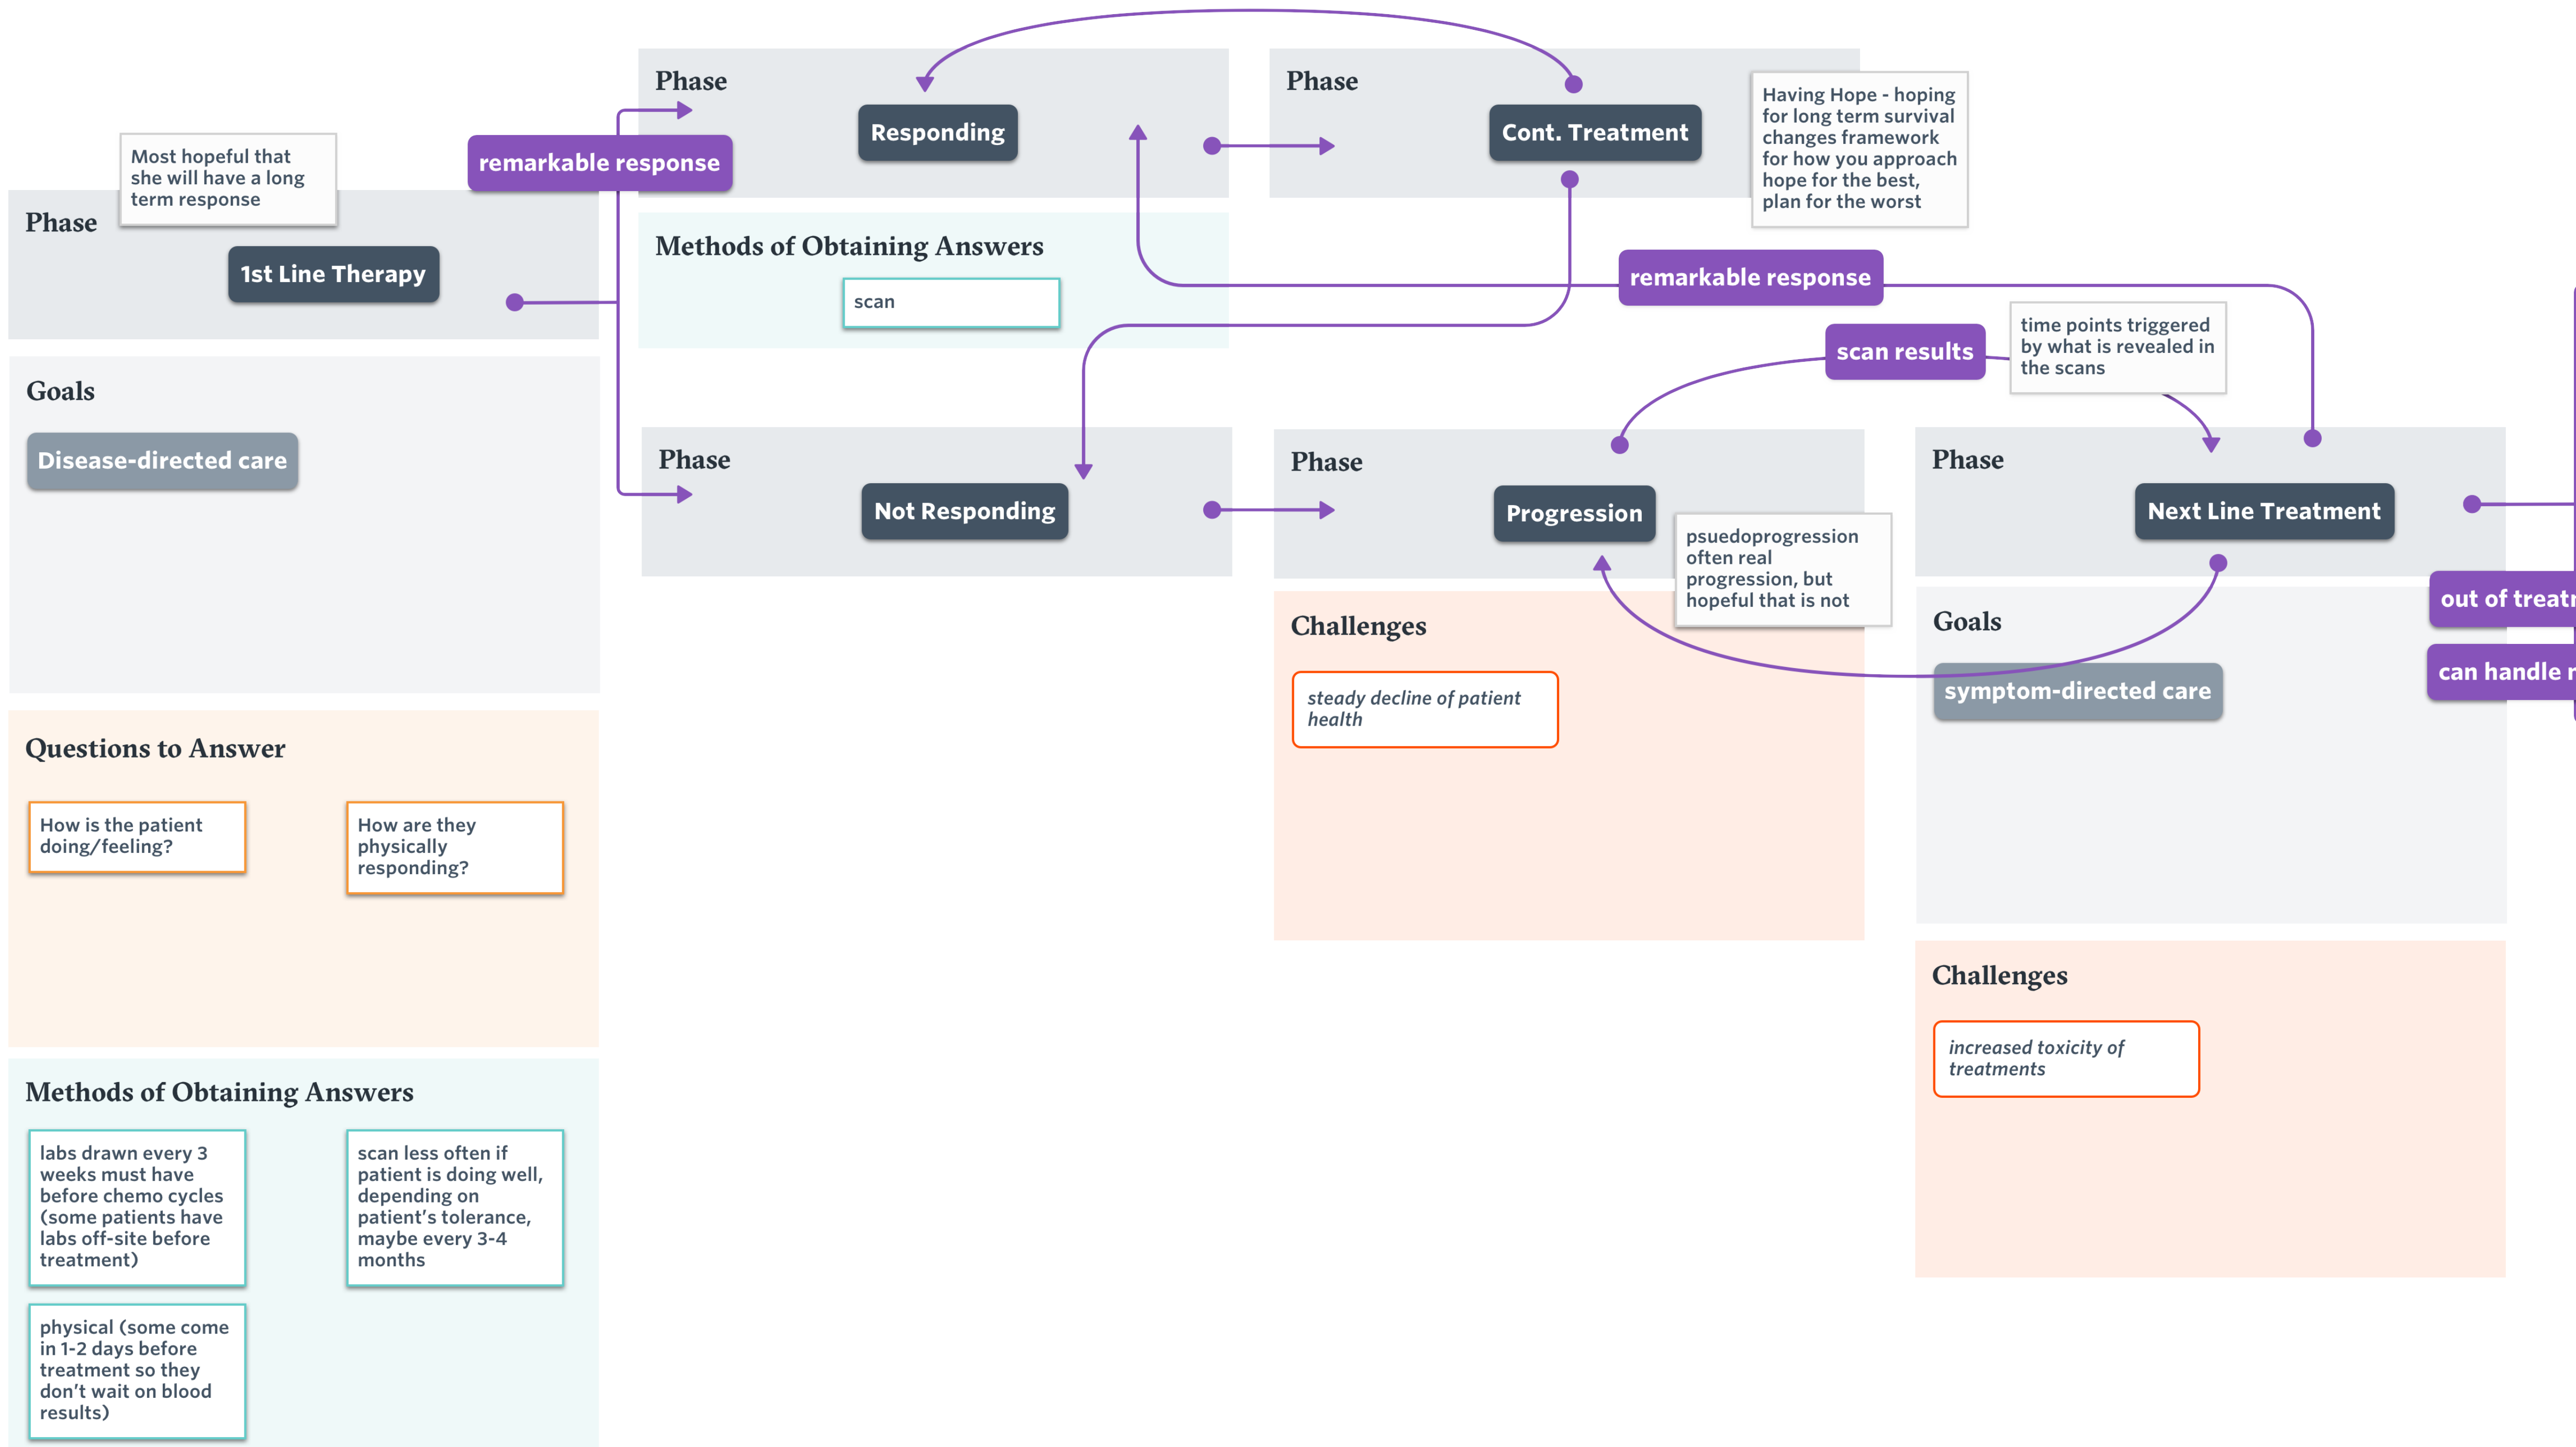 Phase
Responding
remarkable response
Phase
Cont. Treatment
Having Hope - hoping
for long term survival
changes framework
for how you approach
hope for the best,
plan for the worst
Most hopeful that
she will have a long
term response
Phase
1st Line Therapy
Methods of Obtaining Answers
scan
remarkable response
scan results
time points triggered
by what is revealed in
the scans
Goals
Disease-directed care
Phase
Not Responding
Phase
Progression
psuedoprogression
often real
progression, but
hopeful that is not
Phase
Next Line Treatment
out of treatm
can handle
Challenges
steady decline of patient
health
Goals
symptom-directed care
Challenges
increased toxicity of
treatments
Questions to Answer
How is the patient
doing/feeling?
How are they
physically
responding?
Methods of Obtaining Answers
labs drawn every 3
weeks must have
before chemo cycles
(some patients have
labs off-site before
treatment)
scan less often if
patient is doing well,
depending on
patient's tolerance,
maybe every 3-4
months
physical (some come
in 1-2 days before
treatment so they
don't wait on blood
results)